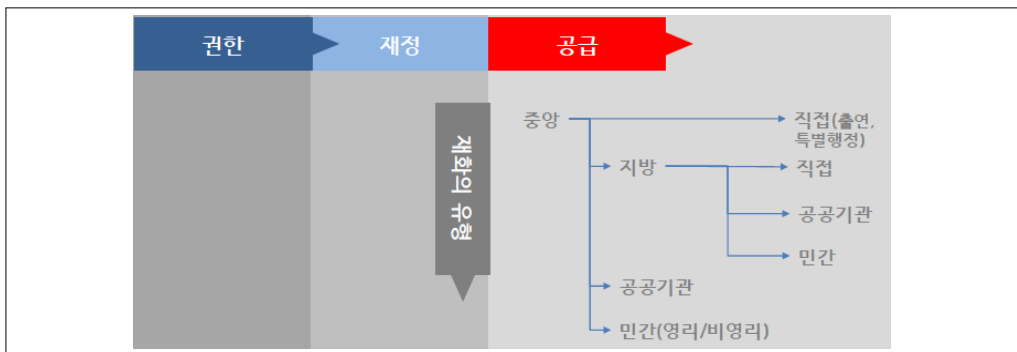 권한
재정
공급
재화의 유형
중앙
직접(출연,
특별행정)
지방
직접
공공기관
민간
공공기관
민간(영리/비영리)